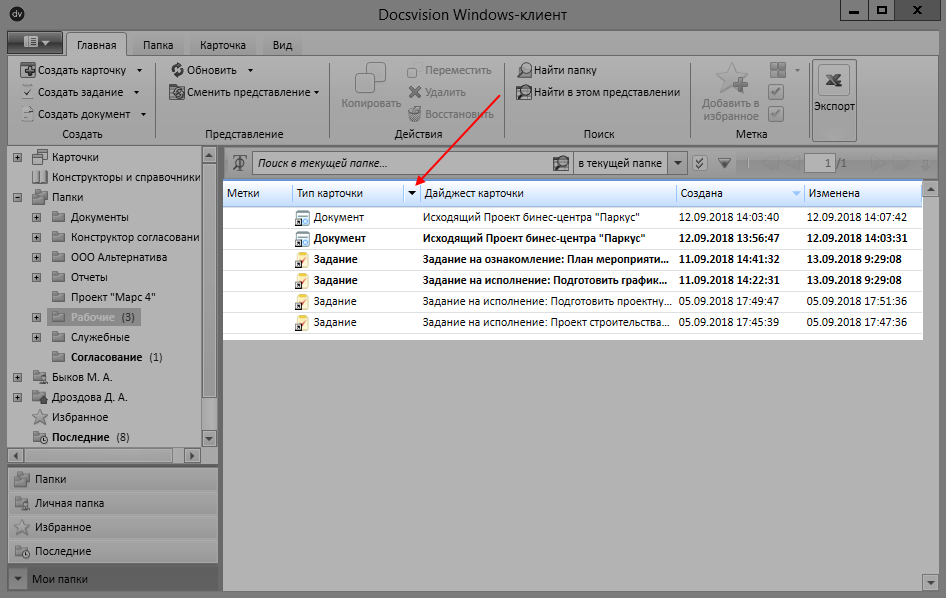 dv
Docsvision Windows-клиент
Главная Папка Карточка Вид
Создать карточку
Создать задание
Создать документ
Создать
Обновить
Сменить представление
Представление
Копировать
Переместить
Удалить
Восстановить
Действия
Найти папку
Найти в этом представлении
Поиск
Добавить в
избранное
Метка
Экспорт
Карточки
Конструкторы и справочники
Папки
Документы
Конструктор согласовани
ООО Альтернатива
Отчеты
Проект "Марс 4"
Рабочие (3)
Служебные
Согласование (1)
Быков М. А.
Дроздова Д. А.
Избранное
Последние (8)
Папки
Личная папка
Избранное
Последние
Мои папки
Поиск в текущей папке... в текущей папке 1 /1
Метки Тип карточки Дайджест карточки Создана Изменена
Документ Исходящий Проект бинес-центра "Паркус" 12.09.2018 14:03:40 12.09.2018 14:07:42
Документ Исходящий Проект бинес-центра "Паркус" 12.09.2018 13:56:47 12.09.2018 14:03:31
Задание Задание на ознакомление: План мероприяти... 11.09.2018 14:41:32 13.09.2018 9:29:08
Задание Задание на исполнение: Подготовить график... 11.09.2018 14:22:31 13.09.2018 9:29:08
Задание Задание на исполнение: Подготовить проектну... 05.09.2018 17:49:47 05.09.2018 17:51:36
Задание Задание на исполнение: Проект строительства... 05.09.2018 17:45:39 05.09.2018 17:47:36